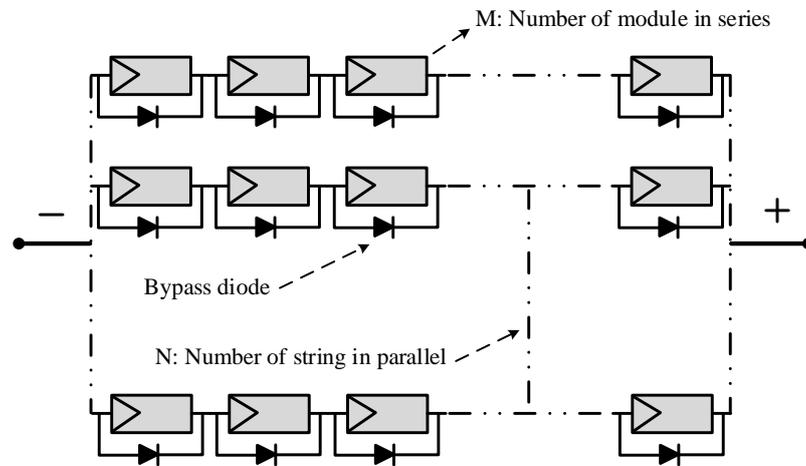 M: Number of module in series
− +
Bypass diode
N: Number of string in parallel